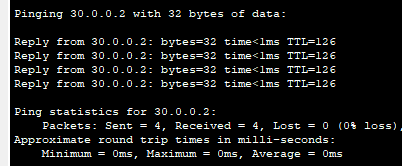 Pinging 30.0.0.2 with 32 bytes of data:
Reply from 30.0.0.2: bytes=32 time<1ms TTL=126
Reply from 30.0.0.2: bytes=32 time<1ms TTL=126
Reply from 30.0.0.2: bytes=32 time<1ms TTL=126
Reply from 30.0.0.2: bytes=32 time<1ms TTL=126
Ping statistics for 30.0.0.2:
Packets: Sent = 4, Received = 4, Lost = 0 (0% loss),
Approximate round trip times in milli-seconds:
Minimum = 0ms, Maximum = 0ms, Average = 0ms